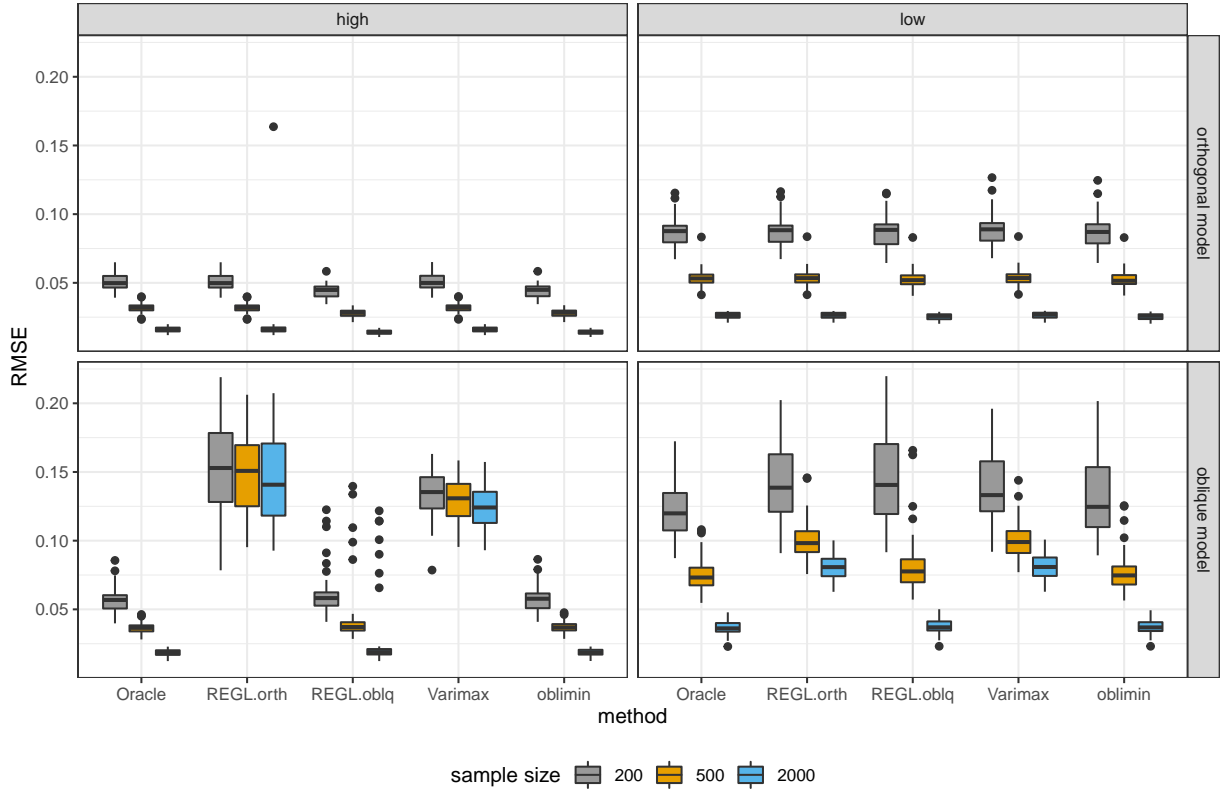 high low
0.20
0.15
0.10
0.05
orthogonal model
RMSE
0.20
0.15
0.10
0.05
oblique model
Oracle REGL.orth REGL.oblq Varimax oblimin Oracle REGL.orth REGL.oblq Varimax oblimin
method
sample size 200 500 2000